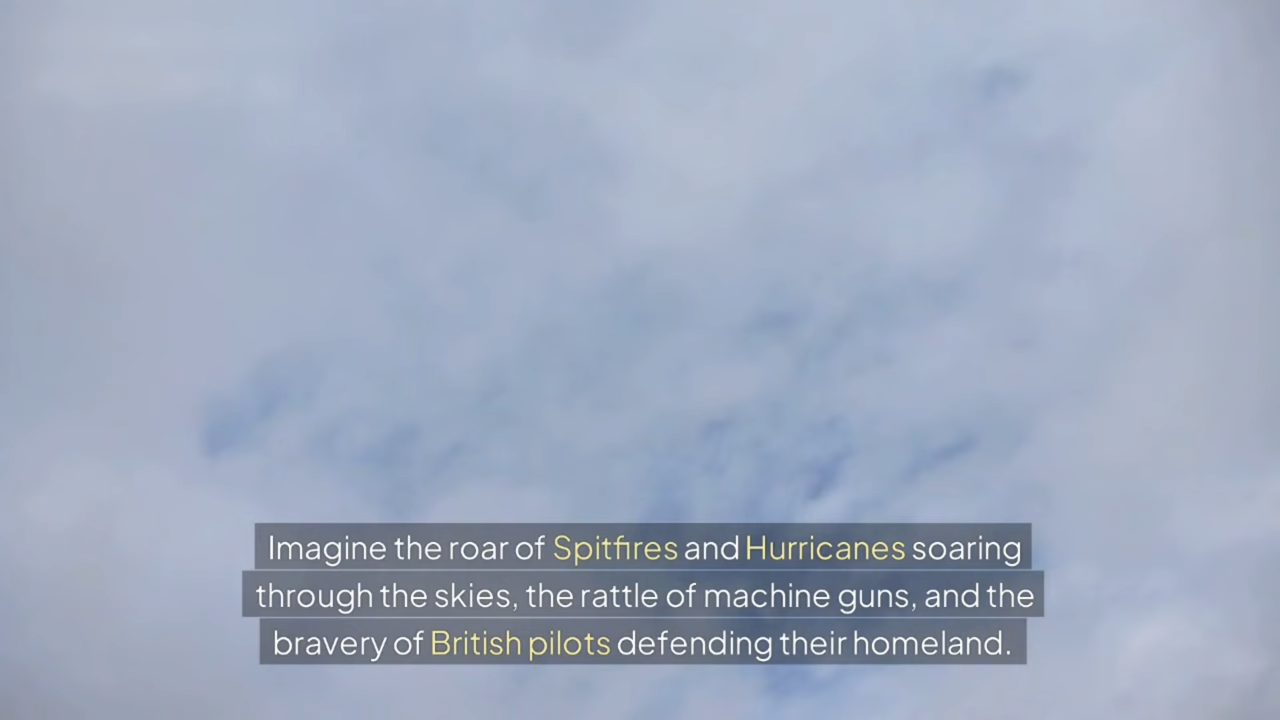 Imagine the roar of Spitfires and Hurricanes soaring
through the skies, the rattle of machine guns, and the
bravery of British pilots defending their homeland.